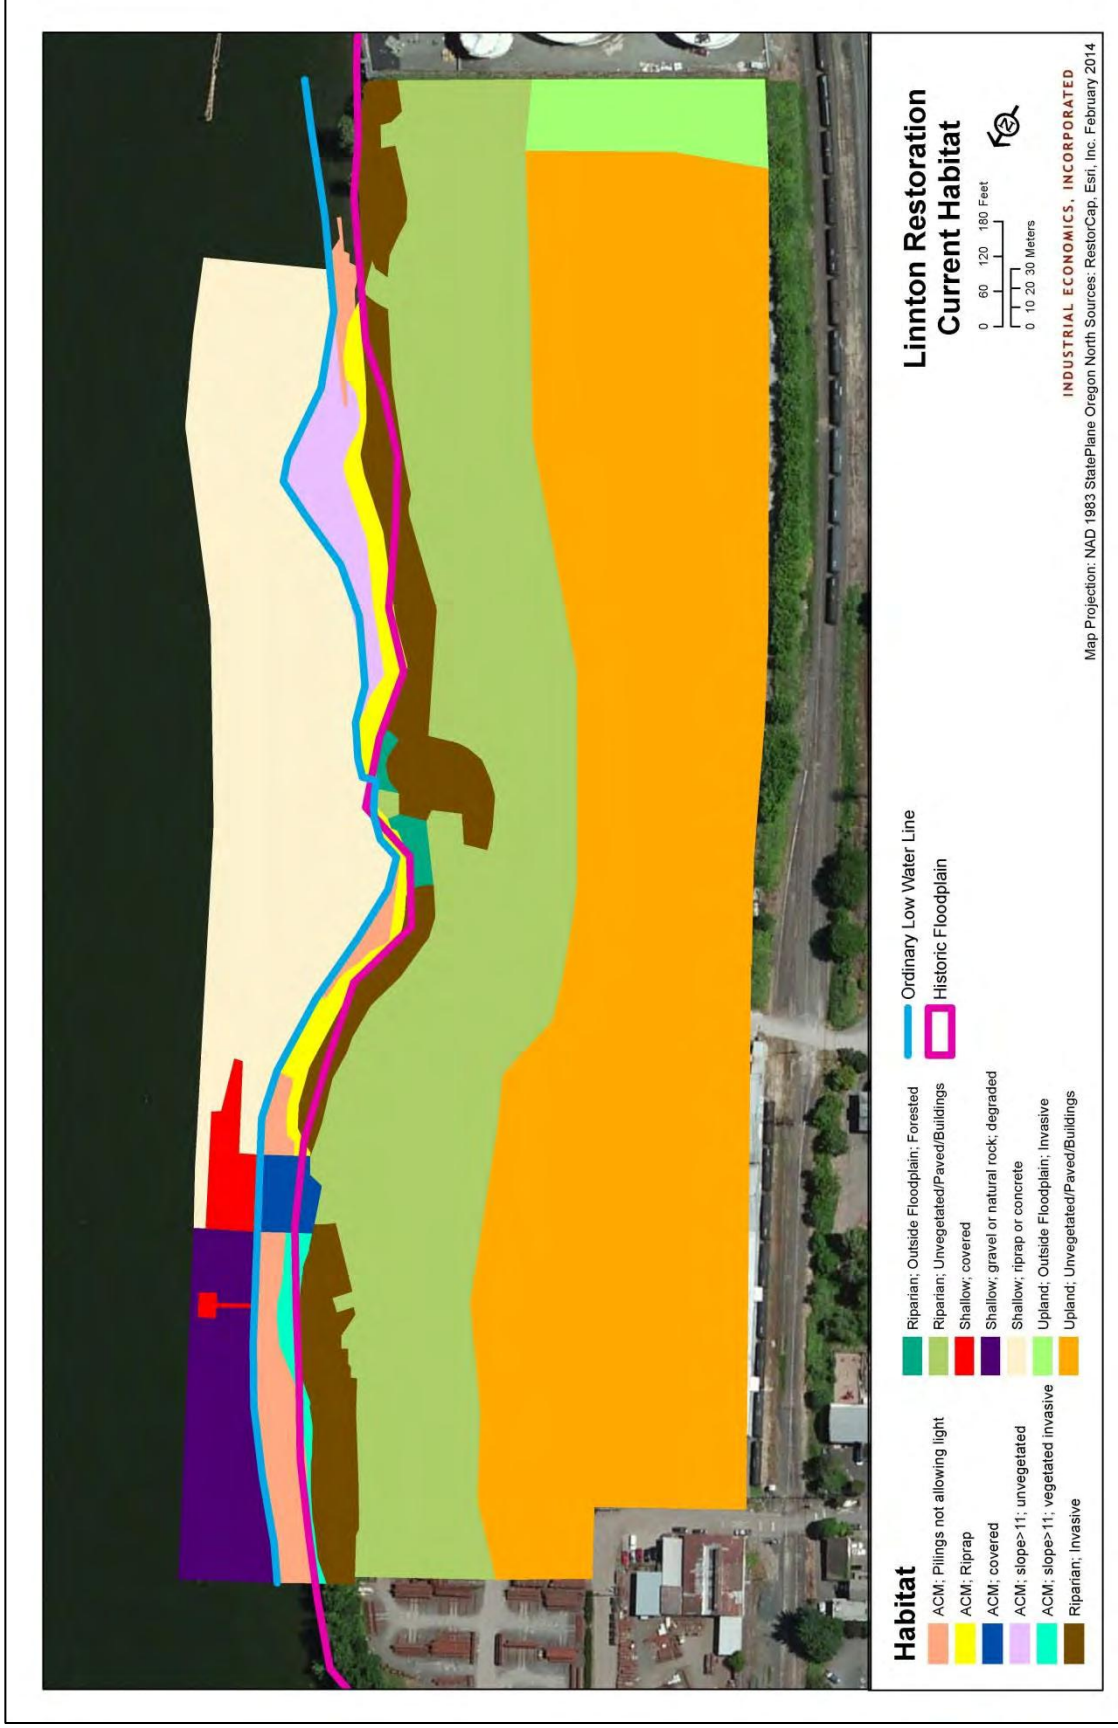 Linnton Restoration
Current Habitat
0 60 120 180 Feet
0 10 20 30 Meters
N
INDUSTRIAL ECONOMICS, INCORPORATED
Map Projection: NAD 1983 StatePlane Oregon North Sources: RestorCap, Esri, Inc. February 2014
Habitat
ACM; Pilings not allowing light
ACM; Riprap
ACM; covered
ACM; slope>11; unvegetated
ACM; slope>11; vegetated invasive
Riparian; Invasive
Riparian; Outside Floodplain; Forested
Riparian; Unvegetated/Paved/Buildings
Shallow; covered
Shallow; gravel or natural rock; degraded
Shallow; riprap or concrete
Upland; Outside Floodplain; Invasive
Upland; Unvegetated/Paved/Buildings
Ordinary Low Water Line
Historic Floodplain